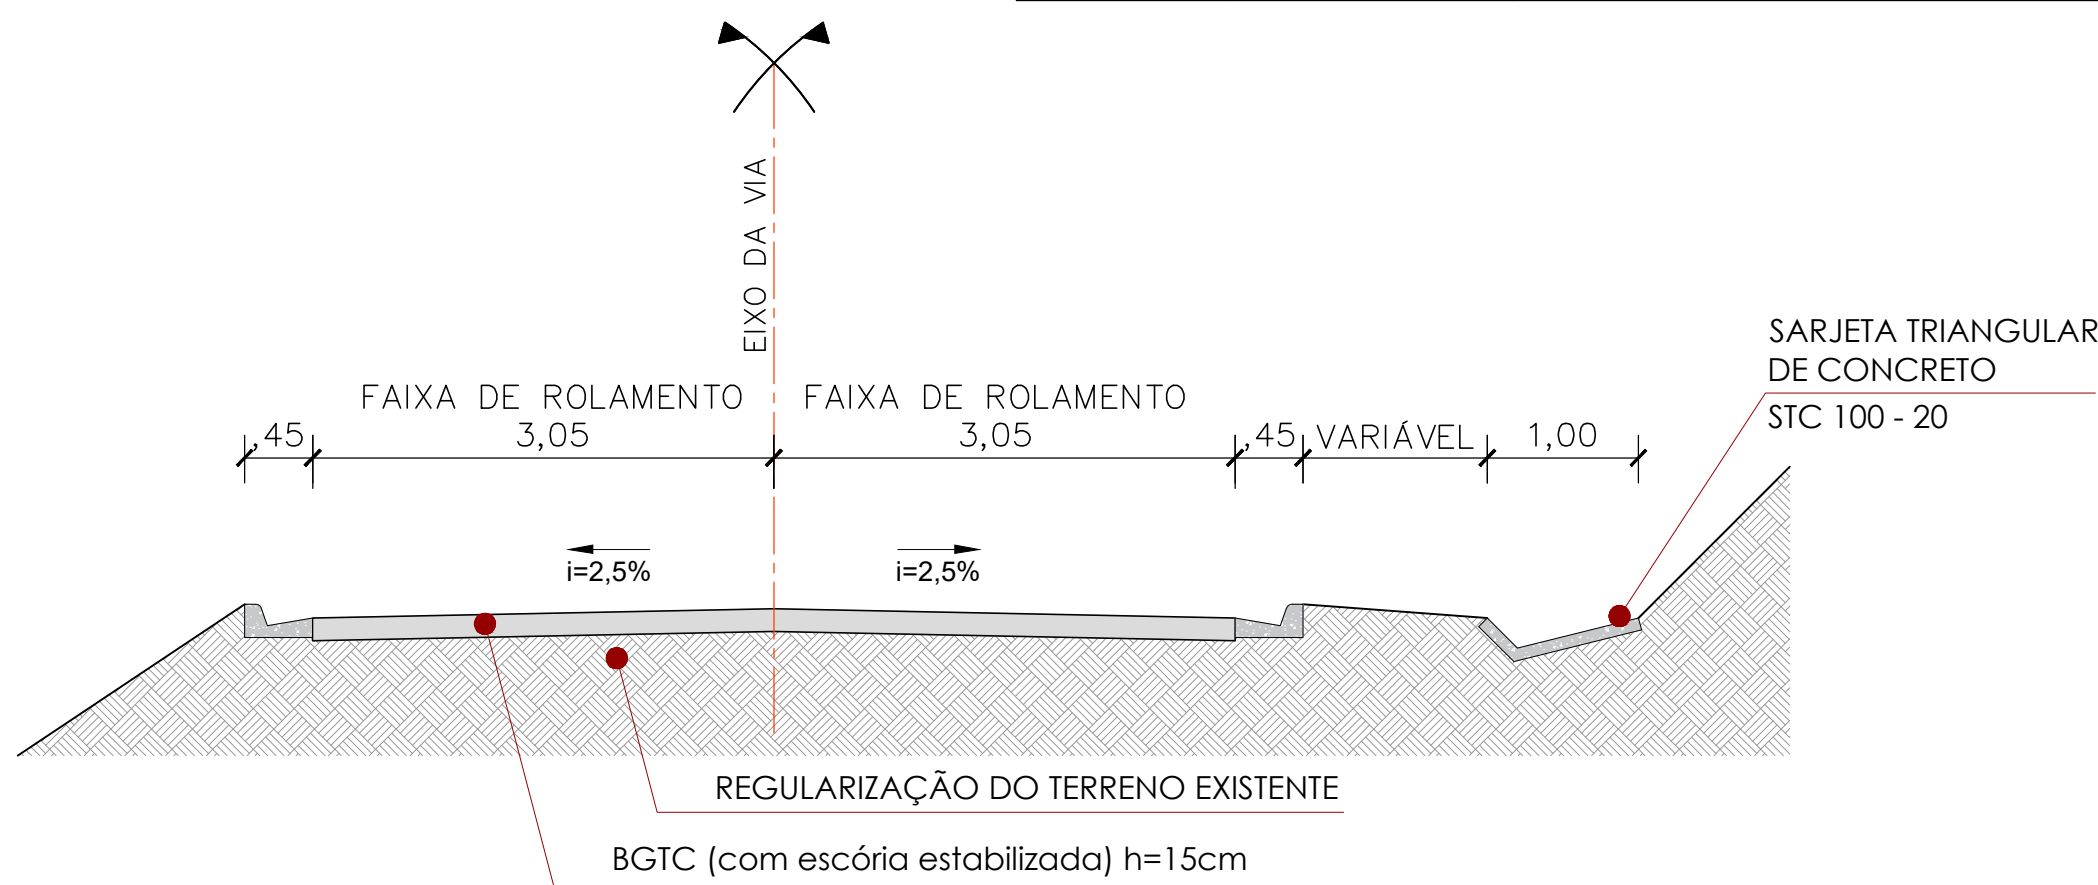 EIXO DA VIA
FAIXA DE ROLAMENTO FAIXA DE ROLAMENTO
,45 3,05 3,05 ,45 VARIÁVEL 1,00
SARJETA TRIANGULAR
DE CONCRETO
STC 100 - 20
i=2,5% i=2,5%
REGULARIZAÇÃO DO TERRENO EXISTENTE
BGTC (com escória estabilizada) h=15cm